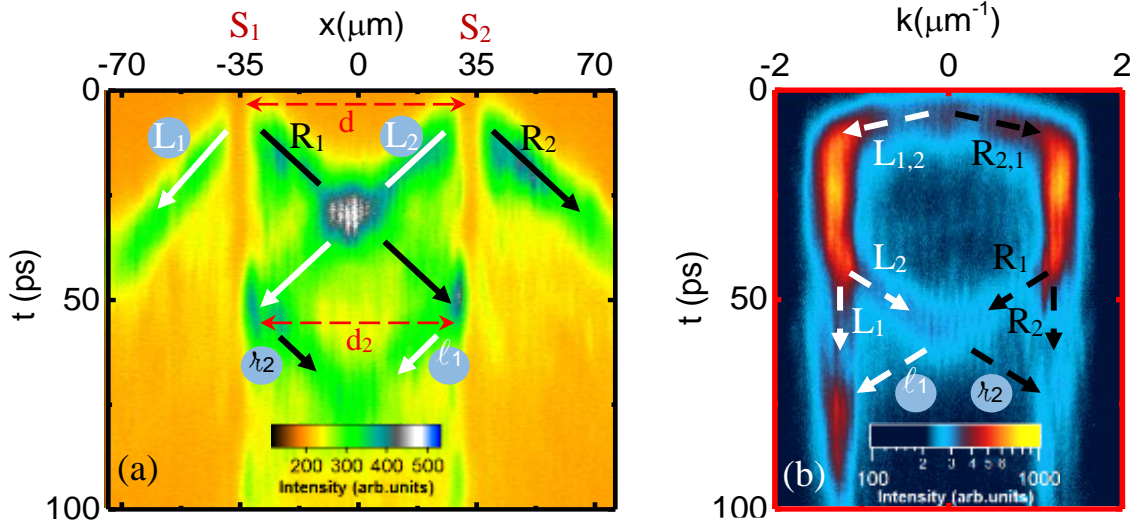 S1 x(μm) S2
-70 -35 0 35 70
0
50
100
t (ps)
d
L1 R1 L2 R2
d2
𝓇2 ℓ1
(a)
200 300 400 500
Intensity (arb.units)
k(μm-1)
-2 0 2
0
50
100
t (ps)
L1,2 R2,1
L2 R1
L1 R2
ℓ1 𝓇2
(b)
100 2 3 4 5 6 1000
Intensity (arb.units)